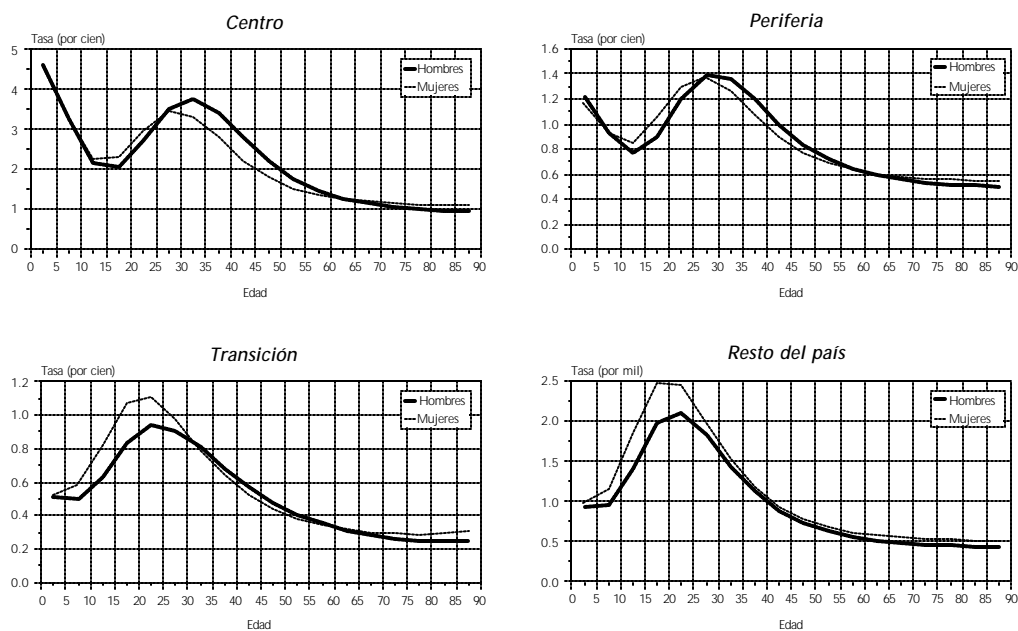 Centro
Tasa (por cien)
5
4
3
2
1
0
Hombres
Mujeres
0 5 10 15 20 25 30 35 40 45 50 55 60 65 70 75 80 85 90
Edad
Periferia
Tasa (por cien)
1.6
1.4
1.2
1.0
0.8
0.6
0.4
0.2
0.0
Hombres
Mujeres
0 5 10 15 20 25 30 35 40 45 50 55 60 65 70 75 80 85 90
Edad
Transición
Tasa (por cien)
1.2
1.0
0.8
0.6
0.4
0.2
0.0
Hombres
Mujeres
0 5 10 15 20 25 30 35 40 45 50 55 60 65 70 75 80 85 90
Edad
Resto del país
Tasa (por mil)
2.5
2.0
1.5
1.0
0.5
0.0
Hombres
Mujeres
0 5 10 15 20 25 30 35 40 45 50 55 60 65 70 75 80 85 90
Edad